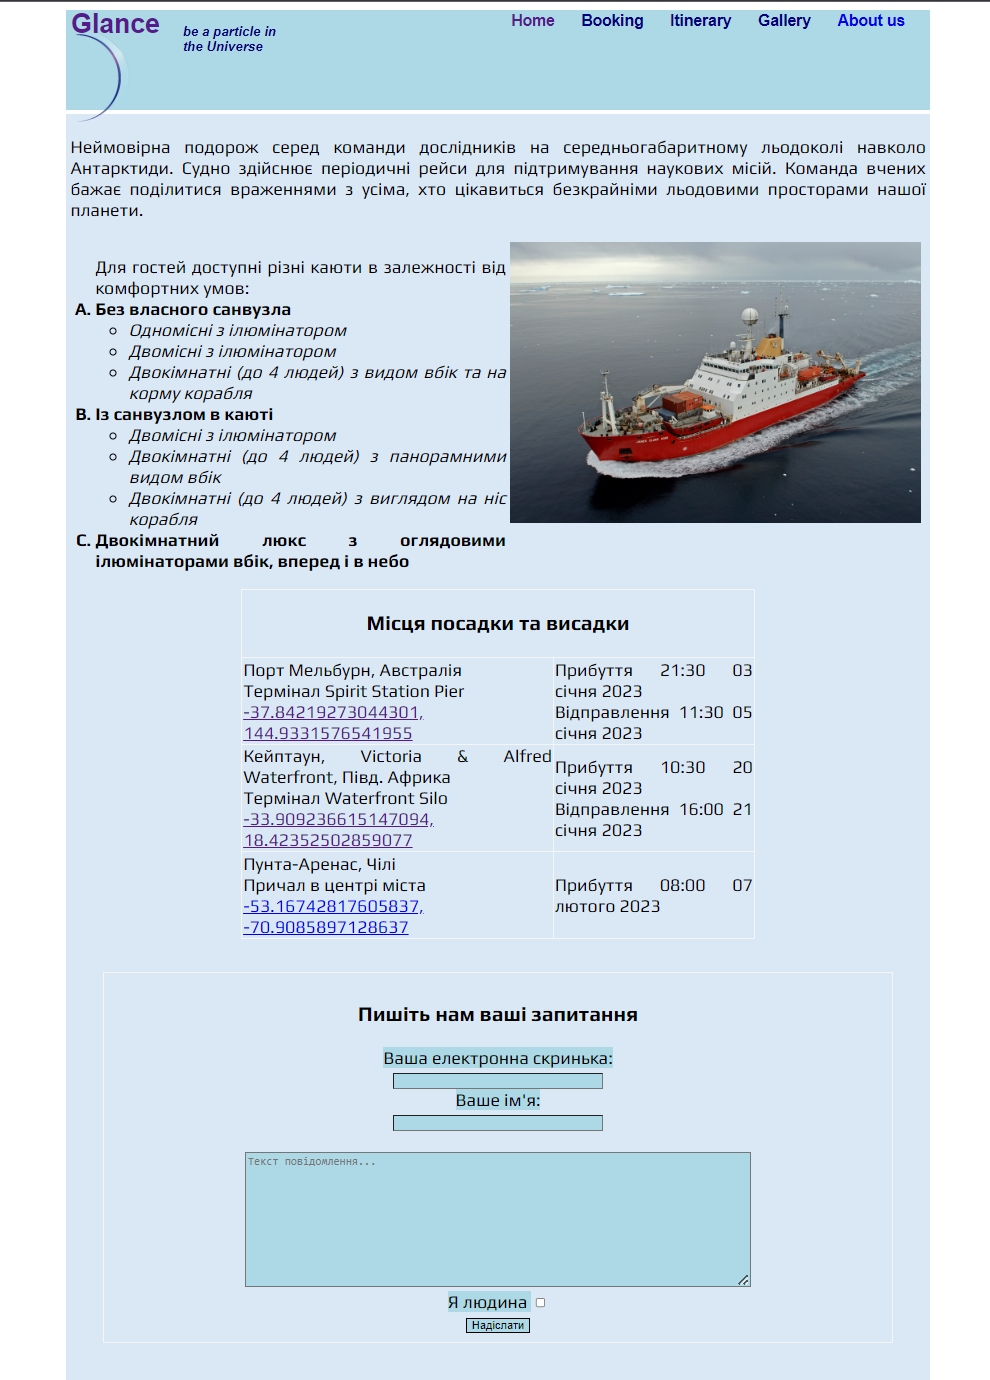 Glance
be a particle in
the Universe
Home Booking Itinerary Gallery About us
Неймовірна подорож серед команди дослідників на середньогабаритному льодоколі навколо
Антарктиди. Судно здійснює періодичні рейси для підтримування наукових місій. Команда вчених
бажає поділитися враженнями з усіма, хто цікавиться безкрайніми льодовими просторами нашої
планети.
Для гостей доступні різні каюти в залежності від
комфортних умов:
A. Без власного санвузла
Одномісні з ілюмінатором
Двомісні з ілюмінатором
Двокімнатні (до 4 людей) з видом вбік та на
корму корабля
B. Із санвузлом в каюті
Двомісні з ілюмінатором
Двокімнатні (до 4 людей) з панорамними
видом вбік
Двокімнатні (до 4 людей) з виглядом на ніс
корабля
C. Двокімнатний люкс з оглядовими
ілюмінаторами вбік, вперед і в небо
Місця посадки та висадки
Порт Мельбурн, Австралія
Термінал Spirit Station Pier
-37.84219273044301,
144.9331576541955
Прибуття 21:30 03
січня 2023
Відправлення 11:30 05
січня 2023
Кейптаун, Victoria & Alfred
Waterfront, Півд. Африка
Термінал Waterfront Silo
-33.909236615147094,
18.42352502859077
Прибуття 10:30 20
січня 2023
Відправлення 16:00 21
січня 2023
Пунта-Аренас, Чілі
Причал в центрі міста
-53.16742817605837,
-70.9085897128637
Прибуття 08:00 07
лютого 2023
Пишіть нам ваші запитання
Ваша електронна скринька:
Ваше ім'я:
Текст повідомлення...
Я людина
Надіслати